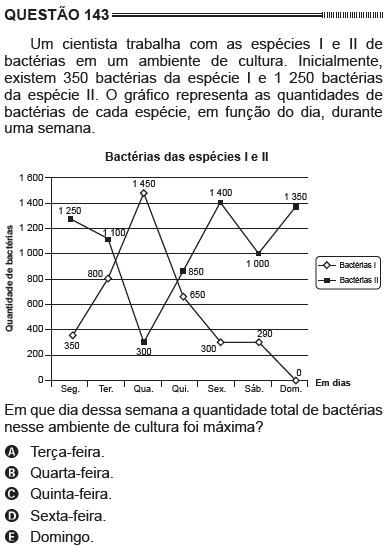 QUESTÃO 143
Um cientista trabalha com as espécies I e II de
bactérias em um ambiente de cultura. Inicialmente,
existem 350 bactérias da espécie I e 1 250 bactérias
da espécie II. O gráfico representa as quantidades de
bactérias de cada espécie, em função do dia, durante
uma semana.
Bactérias das espécies I e II
Quantidade de bactérias
1 600
1 400
1 200
1 000
800
600
400
200
0
1 250
1 100
800
350
1 450
300
850
650
1 400
300
1 000
290
1 350
0
Bactérias I
Bactérias II
Seg. Ter. Qua. Qui. Sex. Sáb. Dom. Em dias
Em que dia dessa semana a quantidade total de bactérias
nesse ambiente de cultura foi máxima?
A Terça-feira.
B Quarta-feira.
C Quinta-feira.
D Sexta-feira.
E Domingo.